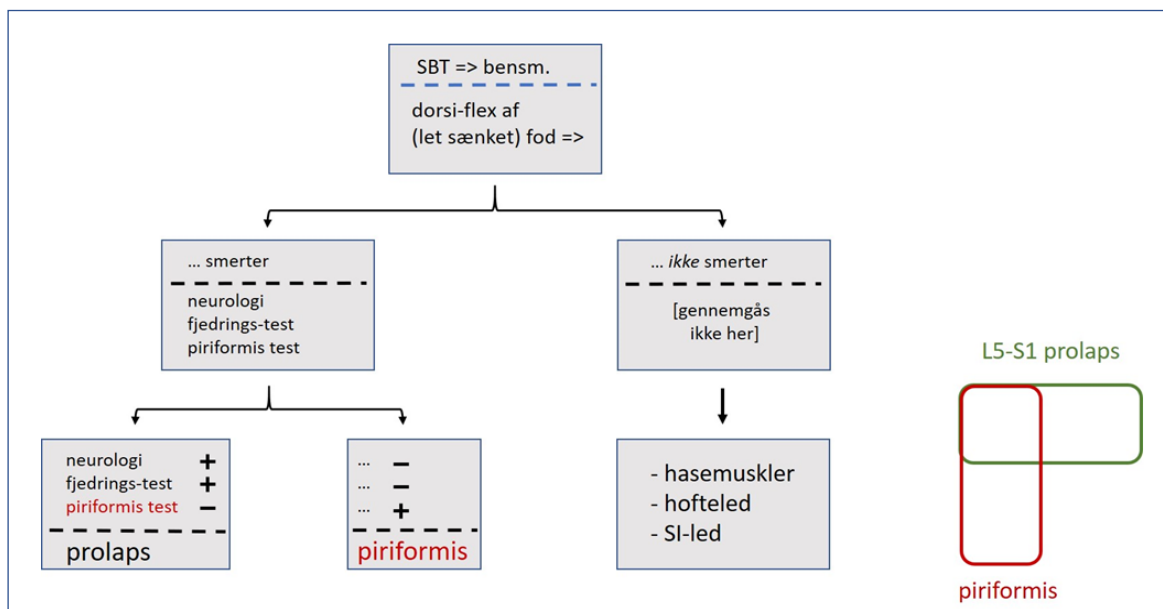 SBT => bensm.
dorsi-flex af
(let sænket) fod =>
... smerter
neurologi
fjedrings-test
piriformis test
... ikke smerter
[gennemgås
ikke her]
neurologi +
fjedrings-test +
piriformis test −
prolaps
... −
... −
... +
piriformis
- hasemuskler
- hofteled
- SI-led
L5-S1 prolaps
piriformis